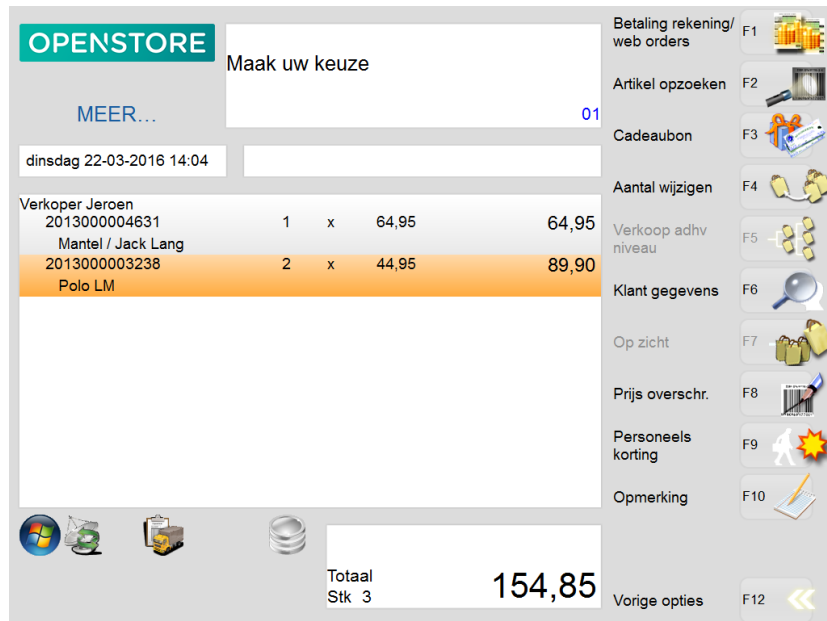 OPENSTORE
MEER...
Maak uw keuze
01
dinsdag 22-03-2016 14:04
Verkoper Jeroen
2013000004631 1 x 64,95 64,95
Mantel / Jack Lang
2013000003238 2 x 44,95 89,90
Polo LM
Totaal
Stk 3 154,85
Betaling rekening/
web orders F1
Artikel opzoeken F2
Cadeaubon F3
Aantal wijzigen F4
Verkoop adhv
niveau F5
Klant gegevens F6
Op zicht F7
Prijs overschr. F8
Personeels
korting F9
Opmerking F10
Vorige opties F12